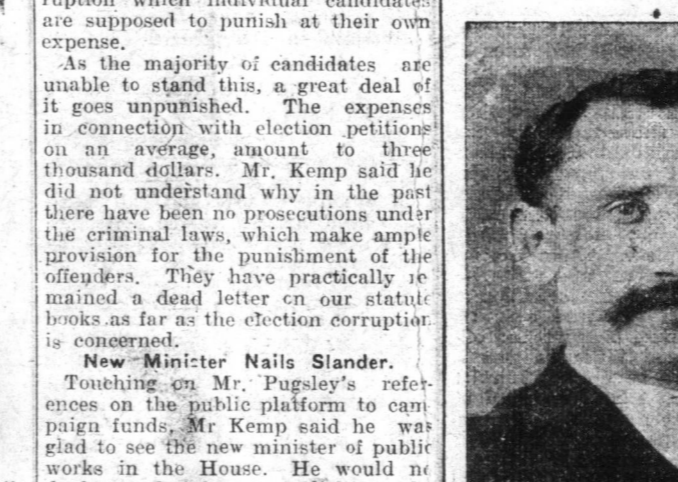 ruption which individual candidates
are supposed to punish at their own
expense.
As the majority of candidates are
unable to stand this, a great deal of
it goes unpunished. The expenses
in connection with election petitions
on an average, amount to three
thousand dollars. Mr. Kemp said he
did not understand why in the past
there have been no prosecutions under
the criminal laws, which make ample
provision for the punishment of the
offenders. They have practically re
mained a dead letter on our statute
books as far as the election corruption
is concerned.
New Minister Nails Slander.
Touching on Mr. Pugsley's refer-
ences on the public platform to cam
paign funds, Mr Kemp said he was
glad to see the new minister of public
works in the House. He would